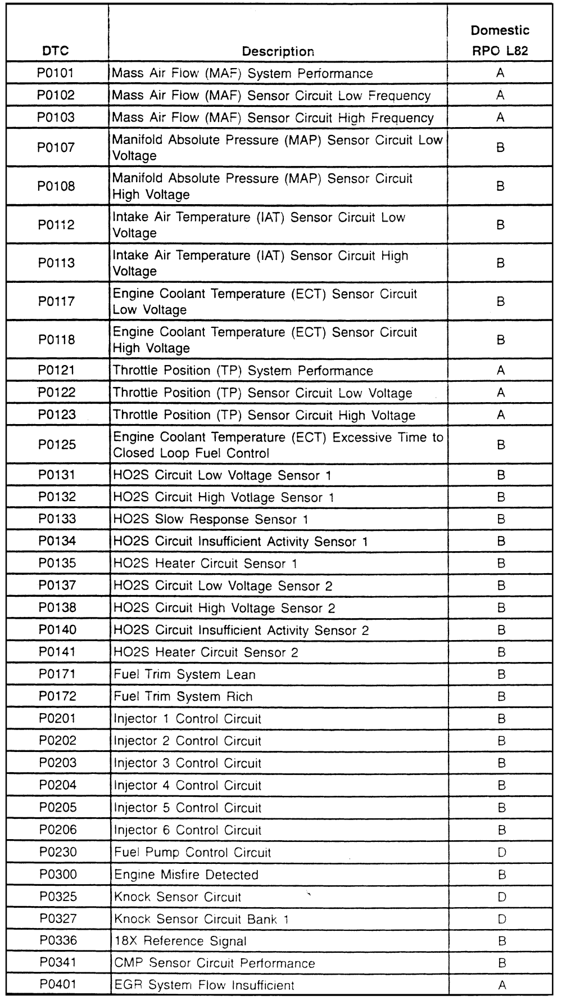 Domestic
DTC Description RPO L82
P0101 Mass Air Flow (MAF) System Performance A
P0102 Mass Air Flow (MAF) Sensor Circuit Low Frequency A
P0103 Mass Air Flow (MAF) Sensor Circuit High Frequency A
P0107 Manifold Absolute Pressure (MAP) Sensor Circuit Low
Voltage B
P0108 Manifold Absolute Pressure (MAP) Sensor Circuit
High Voltage B
P0112 Intake Air Temperature (IAT) Sensor Circuit Low
Voltage B
P0113 Intake Air Temperature (IAT) Sensor Circuit High
Voltage B
P0117 Engine Coolant Temperature (ECT) Sensor Circuit
Low Voltage B
P0118 Engine Coolant Temperature (ECT) Sensor Circuit
High Voltage B
P0121 Throttle Position (TP) System Performance A
P0122 Throttle Position (TP) Sensor Circuit Low Voltage A
P0123 Throttle Position (TP) Sensor Circuit High Voltage A
P0125 Engine Coolant Temperature (ECT) Excessive Time to
Closed Loop Fuel Control B
P0131 HO2S Circuit Low Voltage Sensor 1 B
P0132 HO2S Circuit High Votlage Sensor 1 B
P0133 HO2S Slow Response Sensor 1 B
P0134 HO2S Circuit Insufficient Activity Sensor 1 B
P0135 HO2S Heater Circuit Sensor 1 B
P0137 HO2S Circuit Low Voltage Sensor 2 B
P0138 HO2S Circuit High Voltage Sensor 2 B
P0140 HO2S Circuit Insufficient Activity Sensor 2 B
P0141 HO2S Heater Circuit Sensor 2 B
P0171 Fuel Trim System Lean B
P0172 Fuel Trim System Rich B
P0201 Injector 1 Control Circuit B
P0202 Injector 2 Control Circuit B
P0203 Injector 3 Control Circuit B
P0204 Injector 4 Control Circuit B
P0205 Injector 5 Control Circuit B
P0206 Injector 6 Control Circuit B
P0230 Fuel Pump Control Circuit D
P0300 Engine Misfire Detected B
P0325 Knock Sensor Circuit D
P0327 Knock Sensor Circuit Bank 1 D
P0336 18X Reference Signal B
P0341 CMP Sensor Circuit Performance B
P0401 EGR System Flow Insufficient A